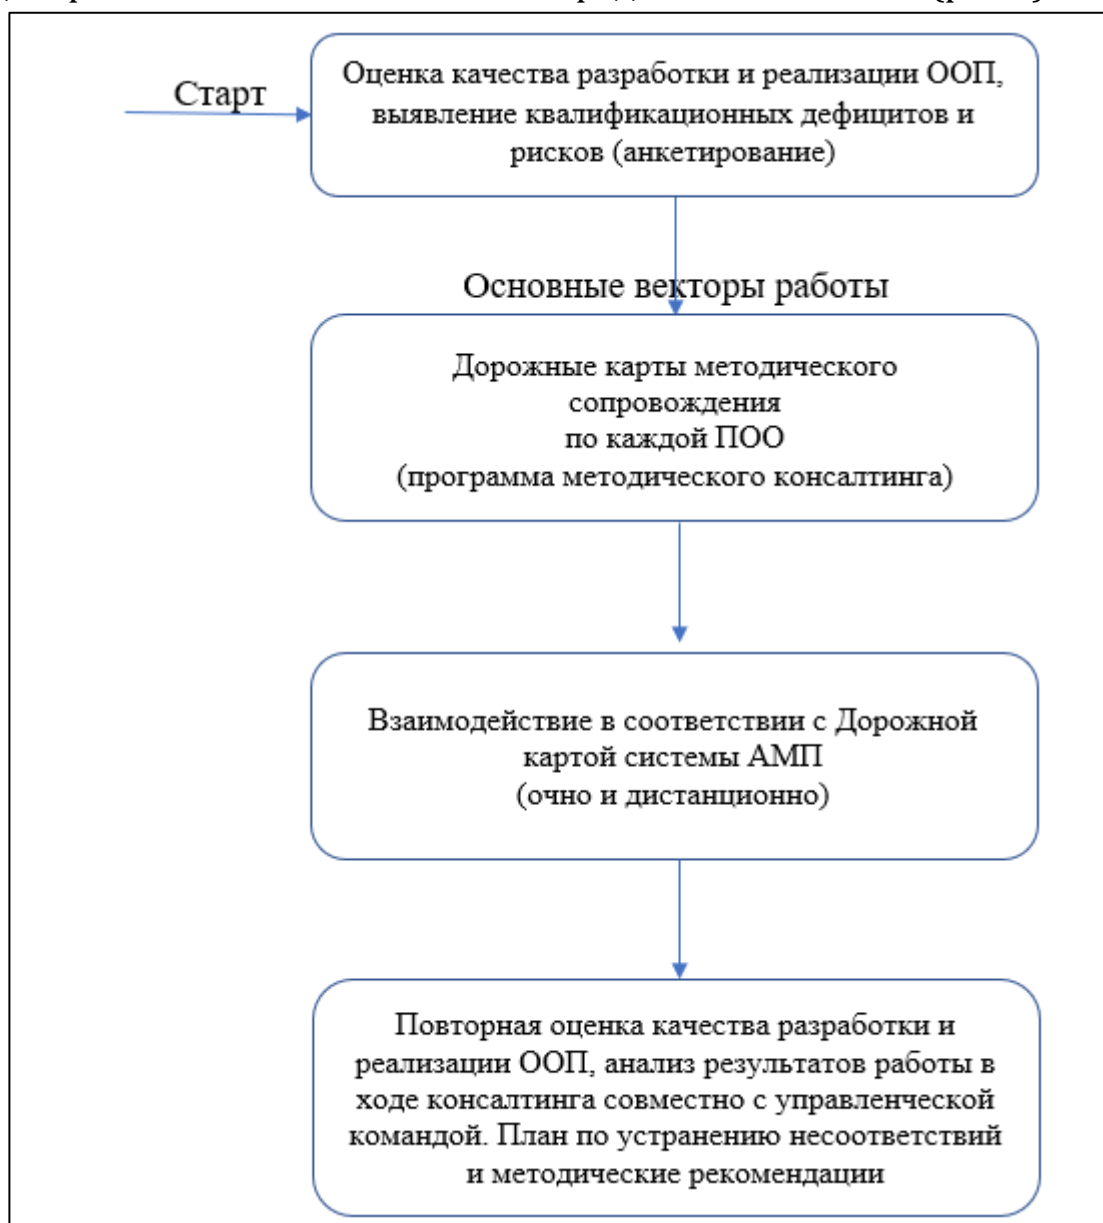 Старт
Оценка качества разработки и реализации ООП,
выявление квалификационных дефицитов и
рисков (анкетирование)
Основные векторы работы
Дорожные карты методического
сопровождения
по каждой ПОО
(программа методического консалтинга)
Взаимодействие в соответствии с Дорожной
картой системы АМП
(очно и дистанционно)
Повторная оценка качества разработки и
реализации ООП, анализ результатов работы в
ходе консалтинга совместно с управленческой
командой. План по устранению несоответствий
и методические рекомендации